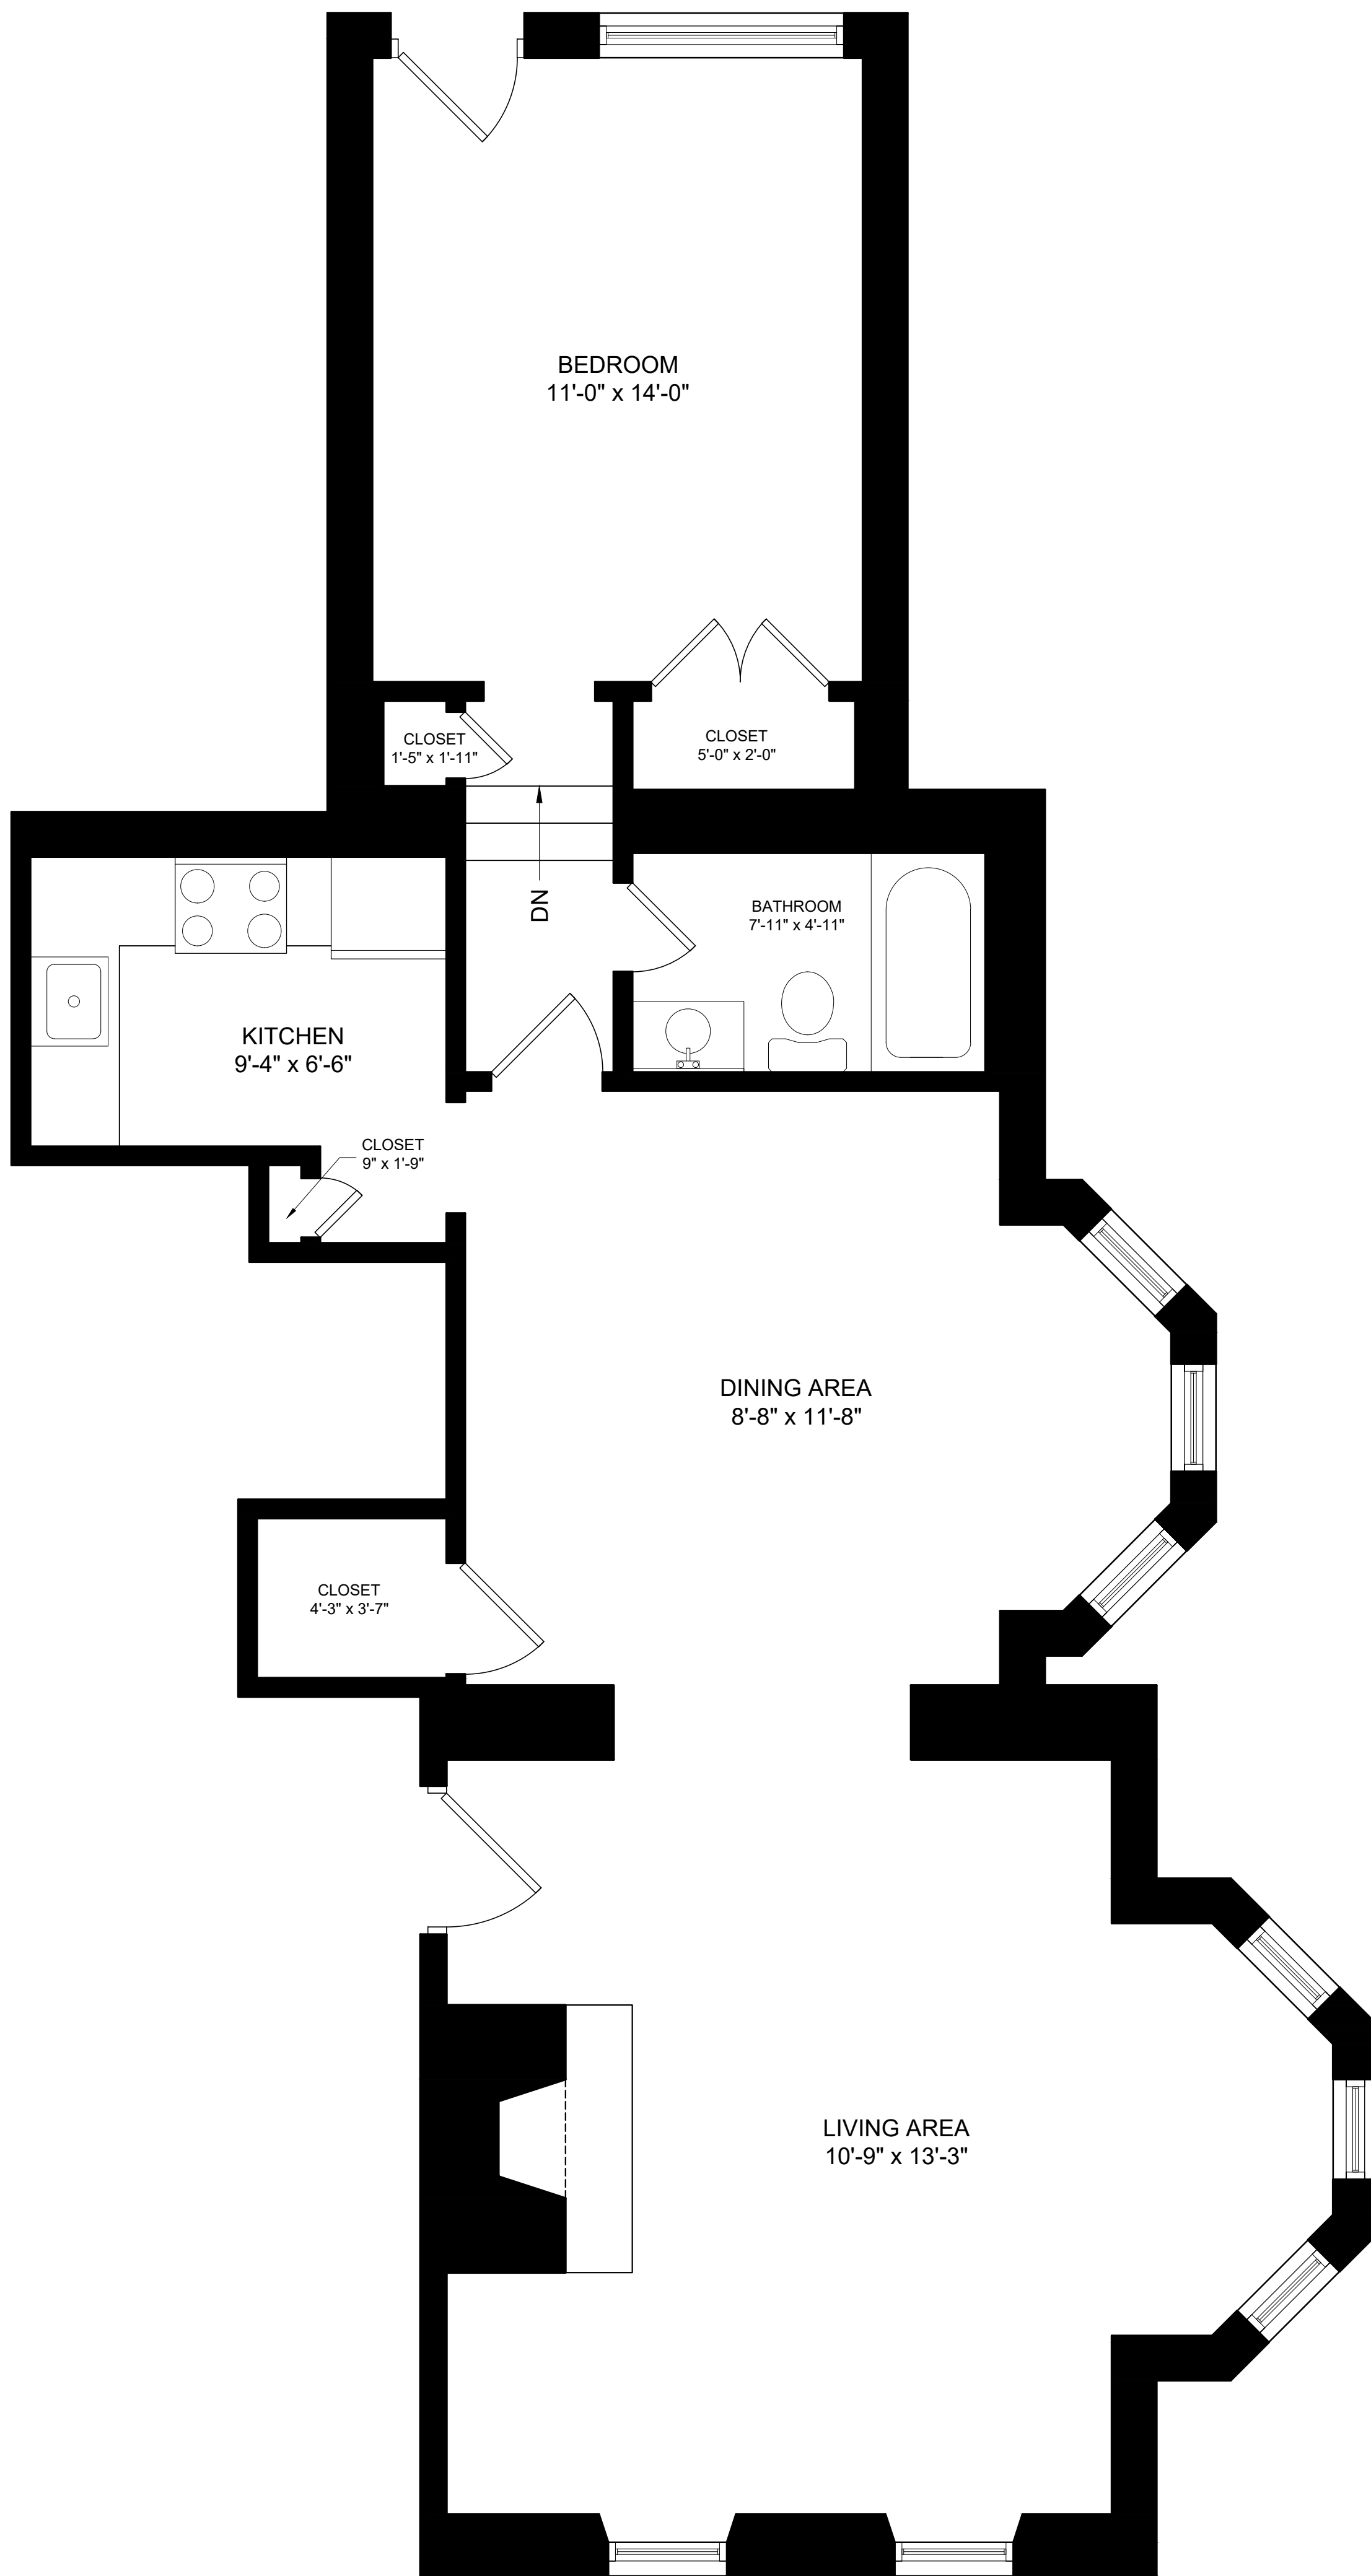 BEDROOM
11'-0" x 14'-0"
CLOSET
1'-5" x 1'-11"
CLOSET
5'-0" x 2'-0"
DN
BATHROOM
7'-11" x 4'-11"
KITCHEN
9'-4" x 6'-6"
CLOSET
9" x 1'-9"
DINING AREA
8'-8" x 11'-8"
CLOSET
4'-3" x 3'-7"
LIVING AREA
10'-9" x 13'-3"